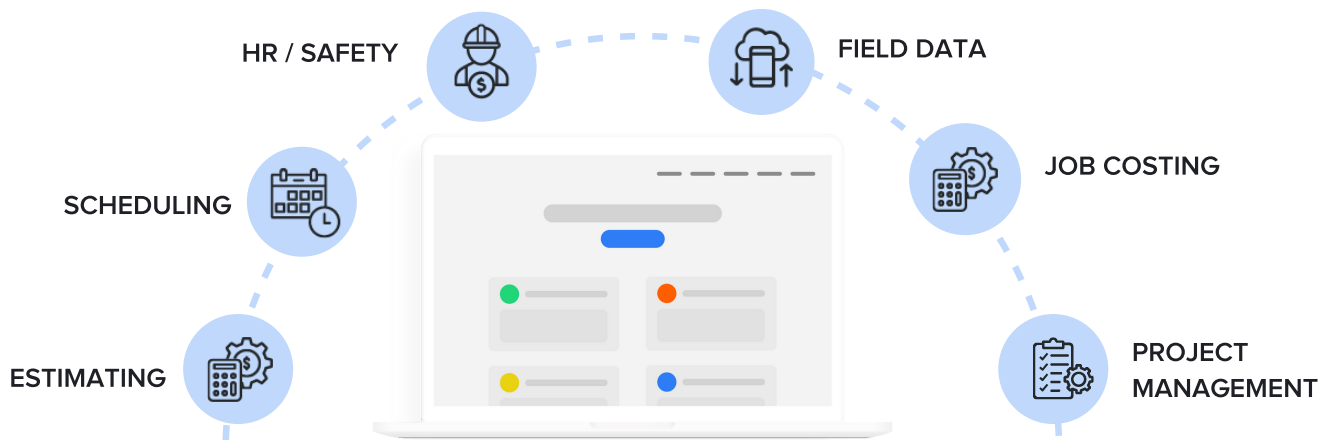 HR / SAFETY
FIELD DATA
SCHEDULING
JOB COSTING
ESTIMATING
PROJECT
MANAGEMENT